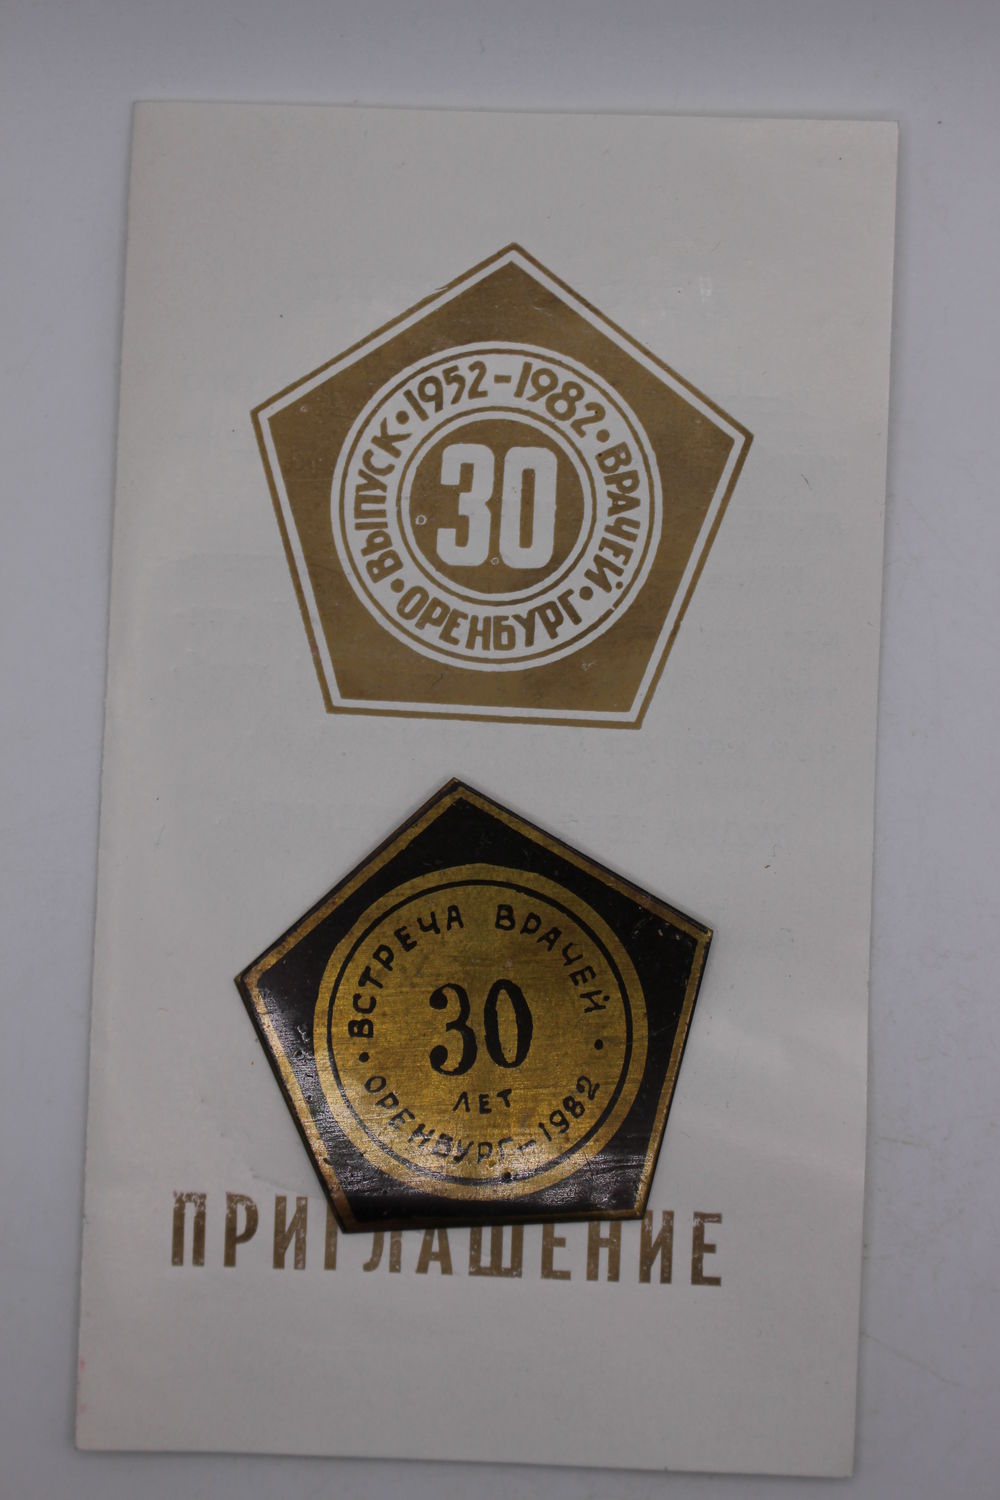 ВЫПУСК • 1952-1982 • ВРАЧЕЙ • ОРЕНБУРГ •
30
ВСТРЕЧА ВРАЧЕЙ
30
ЛЕТ
• ОРЕНБУРГ-1982 •
ПРИГЛАШЕНИЕ